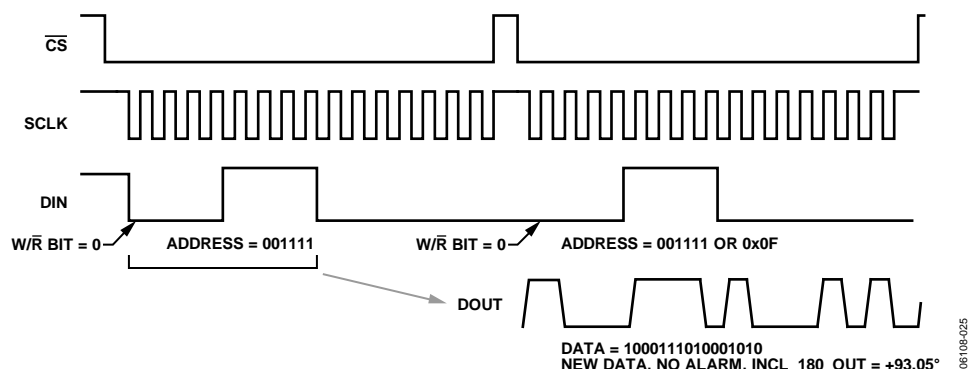 CS
SCLK
DIN
W/R BIT = 0
ADDRESS = 001111
W/R BIT = 0
ADDRESS = 001111 OR 0x0F
DOUT
DATA = 1000111010001010
NEW DATA, NO ALARM, INCL_180_OUT = +93.05°
06108-025